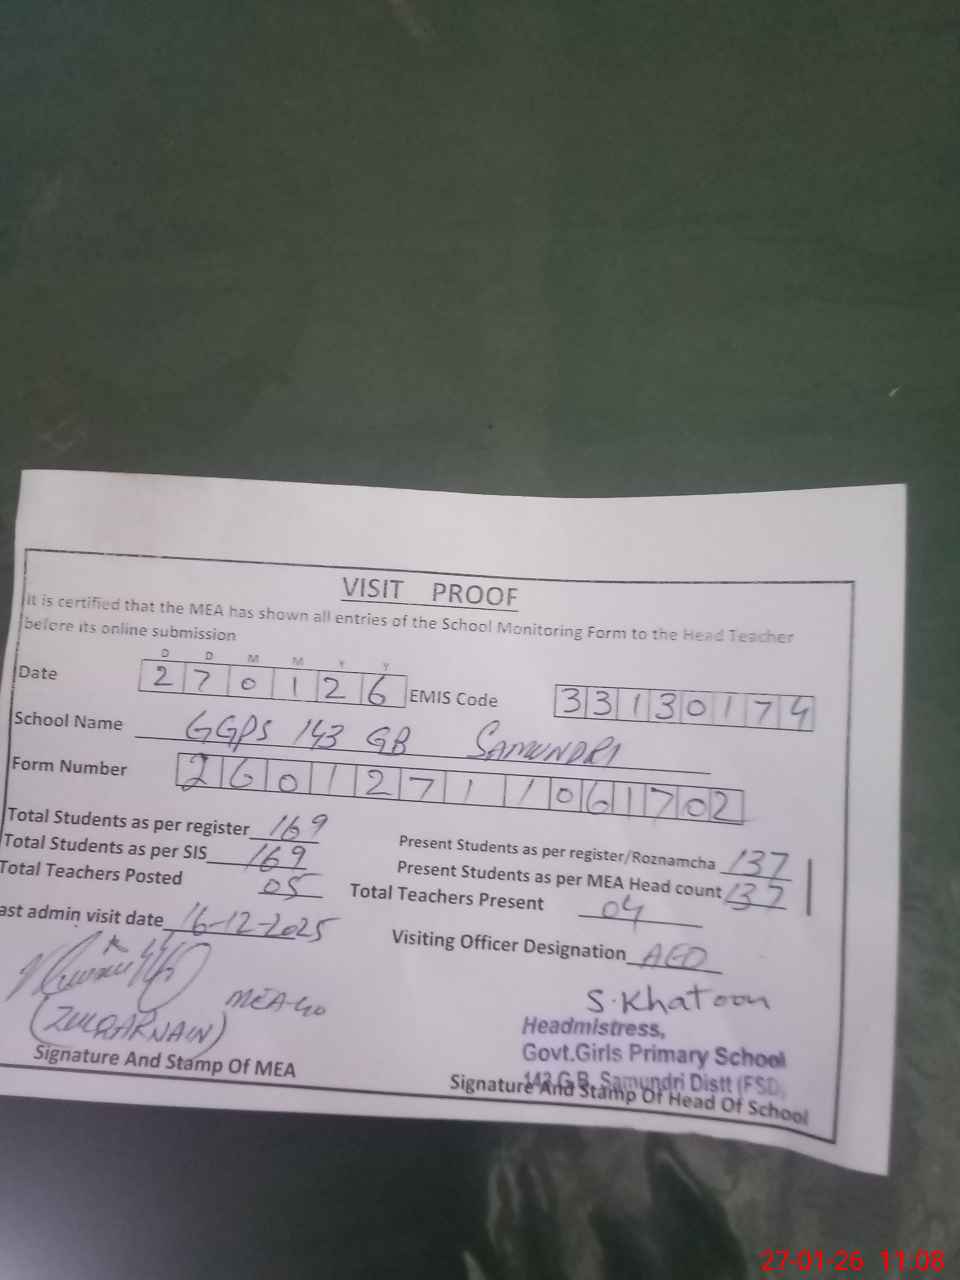 VISIT PROOF
It is certified that the MEA has shown all entries of the School Monitoring Form to the Head Teacher
before its online submission
D D M M Y Y
Date 2 7 0 1 2 6 EMIS Code 3 3 1 3 0 1 7 4
School Name GGPS 143 GB SAMUNDRI
Form Number 2 6 0 1 2 7 1 1 0 6 1 7 0 2
Total Students as per register 169 Present Students as per register/Roznamcha 137
Total Students as per SIS 169 Present Students as per MEA Head count 137
Total Teachers Posted 05 Total Teachers Present 04
ast admin visit date 16-12-2025 Visiting Officer Designation AEO
S.Khatoon
(ZULQARNAIN) MEA-40
Headmistress,
Govt.Girls Primary School
143 G.B. Samundri Distt (FSD)
Signature And Stamp Of MEA Signature And Stamp Of Head Of School
27-01-26 11:08